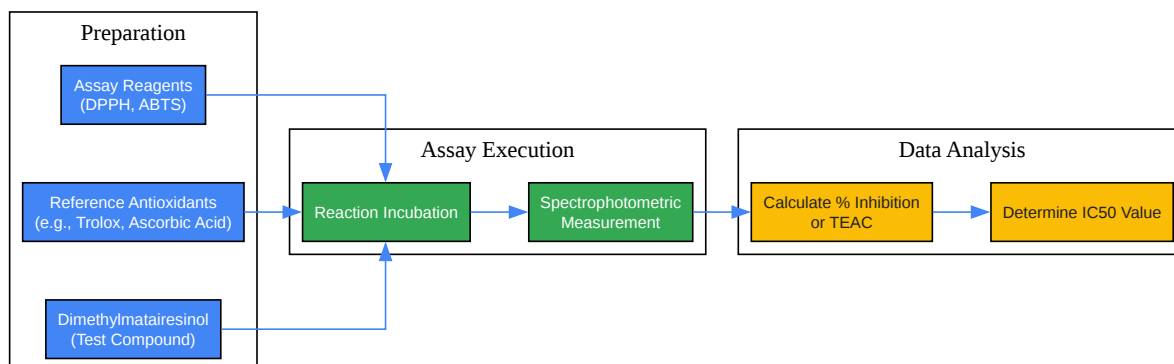 Preparation
Assay Reagents
(DPPH, ABTS)
Reference Antioxidants
(e.g., Trolox, Ascorbic Acid)
Dimethylmatairesinol
(Test Compound)
Assay Execution
Reaction Incubation
Spectrophotometric
Measurement
Data Analysis
Calculate % Inhibition
or TEAC
Determine IC50 Value